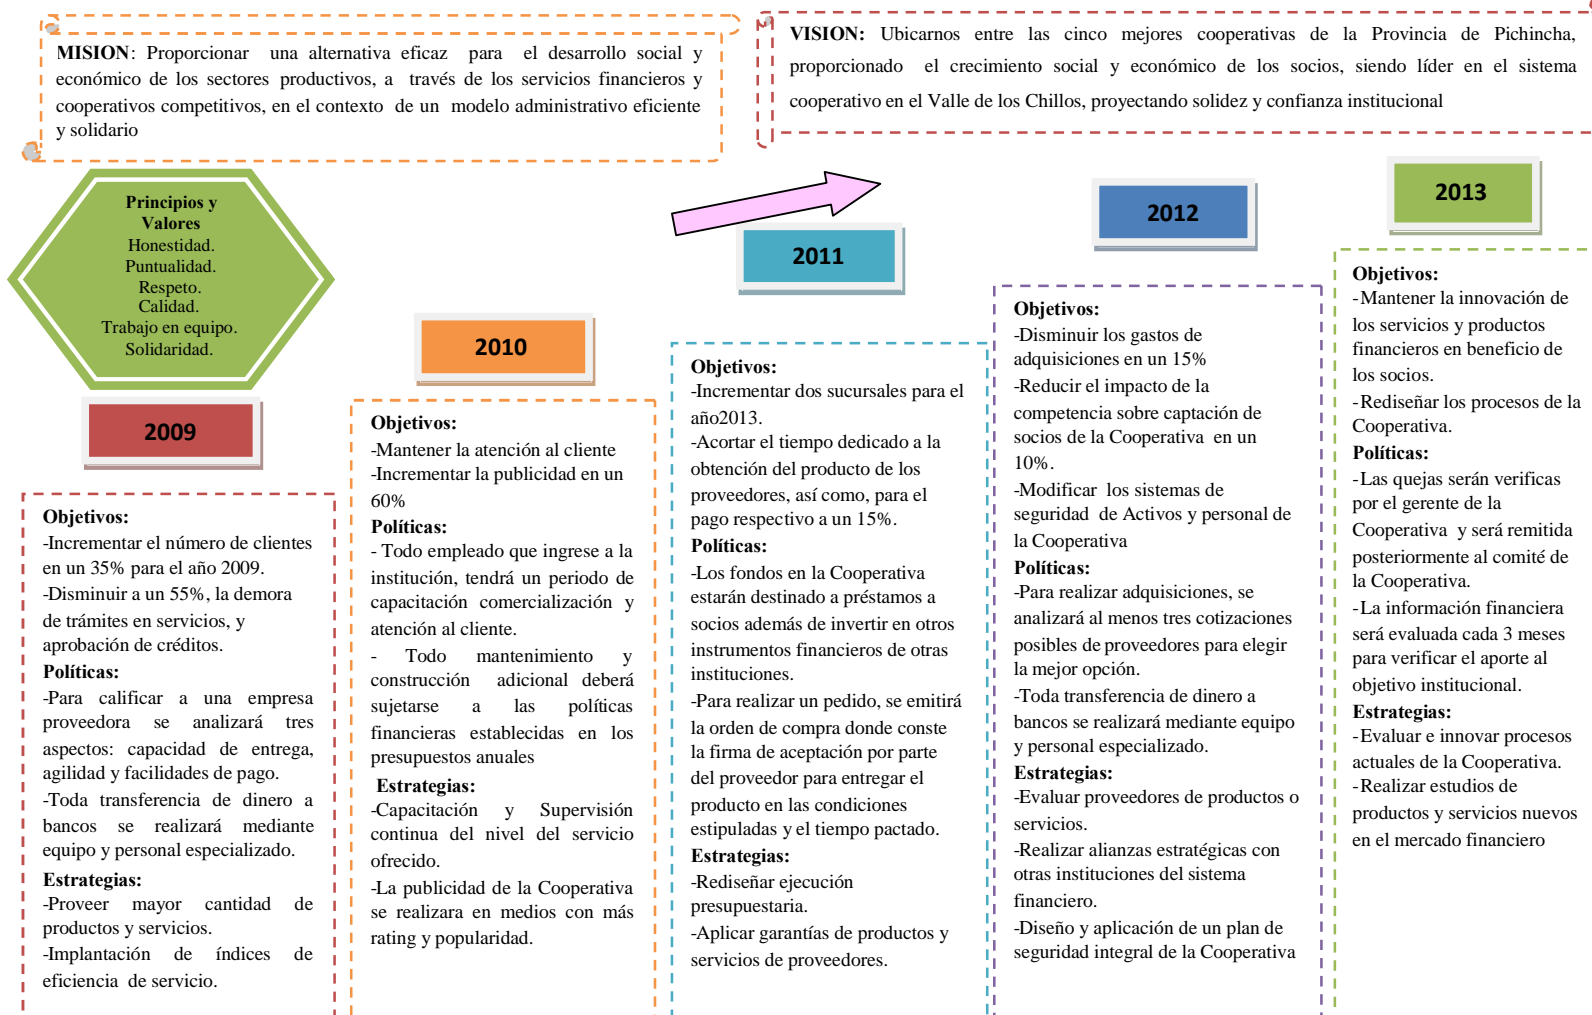 MISION: Proporcionar una alternativa eficaz para el desarrollo social y
económico de los sectores productivos, a través de los servicios financieros y
cooperativos competitivos, en el contexto de un modelo administrativo eficiente
y solidario
VISION: Ubicarnos entre las cinco mejores cooperativas de la Provincia de Pichincha,
proporcionado el crecimiento social y económico de los socios, siendo líder en el sistema
cooperativo en el Valle de los Chillos, proyectando solidez y confianza institucional
Principios y
Valores
Honestidad.
Puntualidad.
Respeto.
Calidad.
Trabajo en equipo.
Solidaridad.
2009
Objetivos:
-Incrementar el número de clientes
en un 35% para el año 2009.
-Disminuir a un 55%, la demora
de trámites en servicios, y
aprobación de créditos.
Políticas:
-Para calificar a una empresa
proveedora se analizará tres
aspectos: capacidad de entrega,
agilidad y facilidades de pago.
-Toda transferencia de dinero a
bancos se realizará mediante
equipo y personal especializado.
Estrategias:
-Proveer mayor cantidad de
productos y servicios.
-Implantación de índices de
eficiencia de servicio.
2010
Objetivos:
-Mantener la atención al cliente
-Incrementar la publicidad en un
60%
Políticas:
- Todo empleado que ingrese a la
institución, tendrá un periodo de
capacitación comercialización y
atención al cliente.
- Todo mantenimiento y
construcción adicional deberá
sujetarse a las políticas
financieras establecidas en los
presupuestos anuales
Estrategias:
-Capacitación y Supervisión
continua del nivel del servicio
ofrecido.
-La publicidad de la Cooperativa
se realizara en medios con más
rating y popularidad.
2011
Objetivos:
-Incrementar dos sucursales para el
año2013.
-Acortar el tiempo dedicado a la
obtención del producto de los
proveedores, así como, para el
pago respectivo a un 15%.
Políticas:
-Los fondos en la Cooperativa
estarán destinado a préstamos a
socios además de invertir en otros
instrumentos financieros de otras
instituciones.
-Para realizar un pedido, se emitirá
la orden de compra donde conste
la firma de aceptación por parte
del proveedor para entregar el
producto en las condiciones
estipuladas y el tiempo pactado.
Estrategias:
-Rediseñar ejecución
presupuestaria.
-Aplicar garantías de productos y
servicios de proveedores.
2012
Objetivos:
-Disminuir los gastos de
adquisiciones en un 15%
-Reducir el impacto de la
competencia sobre captación de
socios de la Cooperativa en un
10%.
-Modificar los sistemas de
seguridad de Activos y personal de
la Cooperativa
Políticas:
-Para realizar adquisiciones, se
analizará al menos tres cotizaciones
posibles de proveedores para elegir
la mejor opción.
-Toda transferencia de dinero a
bancos se realizará mediante equipo
y personal especializado.
Estrategias:
-Evaluar proveedores de productos o
servicios.
-Realizar alianzas estratégicas con
otras instituciones del sistema
financiero.
-Diseño y aplicación de un plan de
seguridad integral de la Cooperativa
2013
Objetivos:
-Mantener la innovación de
los servicios y productos
financieros en beneficio de
los socios.
-Rediseñar los procesos de la
Cooperativa.
Políticas:
-Las quejas serán verificas
por el gerente de la
Cooperativa y será remitida
posteriormente al comité de
la Cooperativa.
-La información financiera
será evaluada cada 3 meses
para verificar el aporte al
objetivo institucional.
Estrategias:
-Evaluar e innovar procesos
actuales de la Cooperativa.
-Realizar estudios de
productos y servicios nuevos
en el mercado financiero